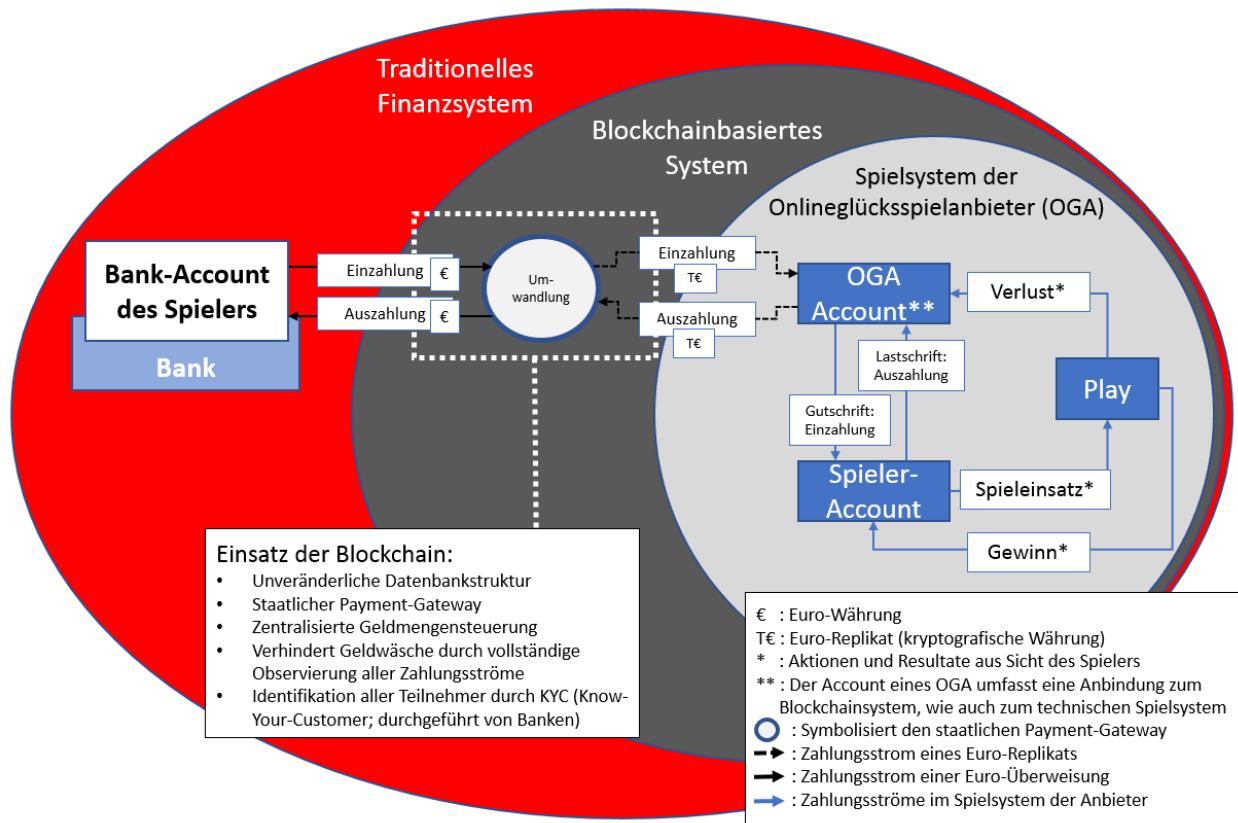 Traditionelles
Finanzsystem
Blockchainbasiertes
System
Spielsystem der
Onlineglücksspielanbieter (OGA)
Bank-Account
des Spielers
Bank
Einzahlung
€
Auszahlung
€
Um-
wandlung
Einzahlung
T€
Auszahlung
T€
OGA
Account**
Verlust*
Lastschrift:
Auszahlung
Play
Gutschrift:
Einzahlung
Spieler-
Account
Spieleinsatz*
Gewinn*
Einsatz der Blockchain:
• Unveränderliche Datenbankstruktur
• Staatlicher Payment-Gateway
• Zentralisierte Geldmengensteuerung
• Verhindert Geldwäsche durch vollständige
Observierung aller Zahlungsströme
• Identifikation aller Teilnehmer durch KYC (Know-
Your-Customer; durchgeführt von Banken)
€ : Euro-Währung
T€ : Euro-Replikat (kryptografische Währung)
* : Aktionen und Resultate aus Sicht des Spielers
** : Der Account eines OGA umfasst eine Anbindung zum
Blockchainsystem, wie auch zum technischen Spielsystem
: Symbolisiert den staatlichen Payment-Gateway
: Zahlungsstrom eines Euro-Replikats
: Zahlungsstrom einer Euro-Überweisung
: Zahlungsströme im Spielsystem der Anbieter